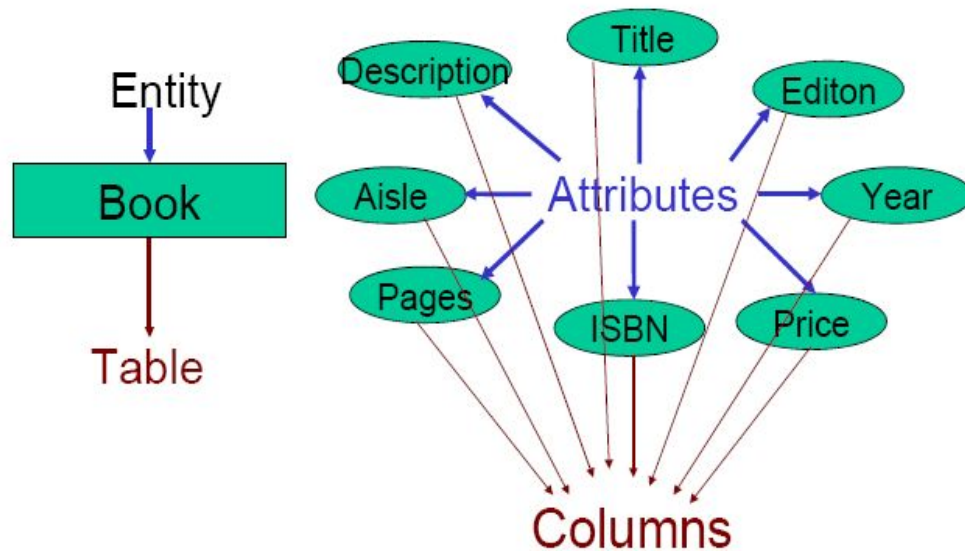 Entity
Book
Table
Title
Description
Editon
Aisle
Attributes
Year
Pages
ISBN
Price
Columns